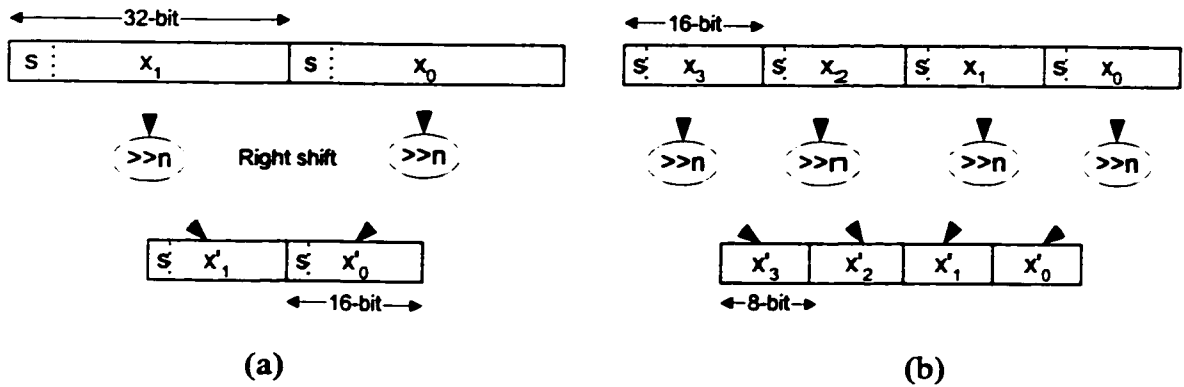 32-bit
16-bit
s x1 s x0
s x3 s x2 s x1 s x0
>>n Right shift >>n
>>n >>n >>n >>n
s x'1 s x'0
x'3 x'2 x'1 x'0
16-bit
8-bit
(a)
(b)